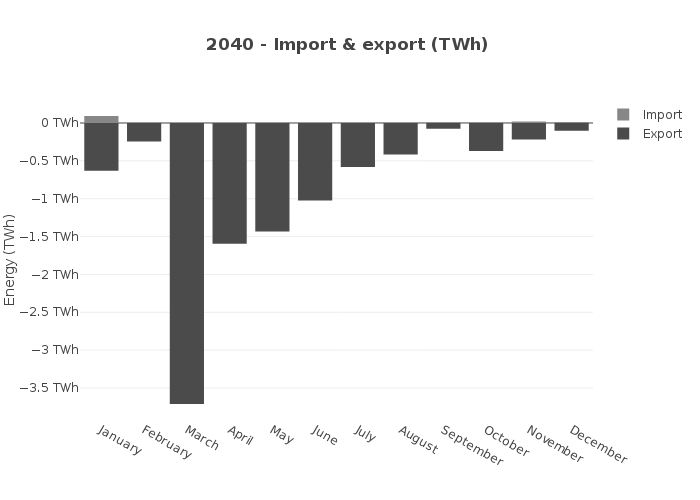 2040 - Import & export (TWh)
Import
Export
Energy (TWh)
0 TWh
−0.5 TWh
−1 TWh
−1.5 TWh
−2 TWh
−2.5 TWh
−3 TWh
−3.5 TWh
January
February
March
April
May
June
July
August
September
October
November
December